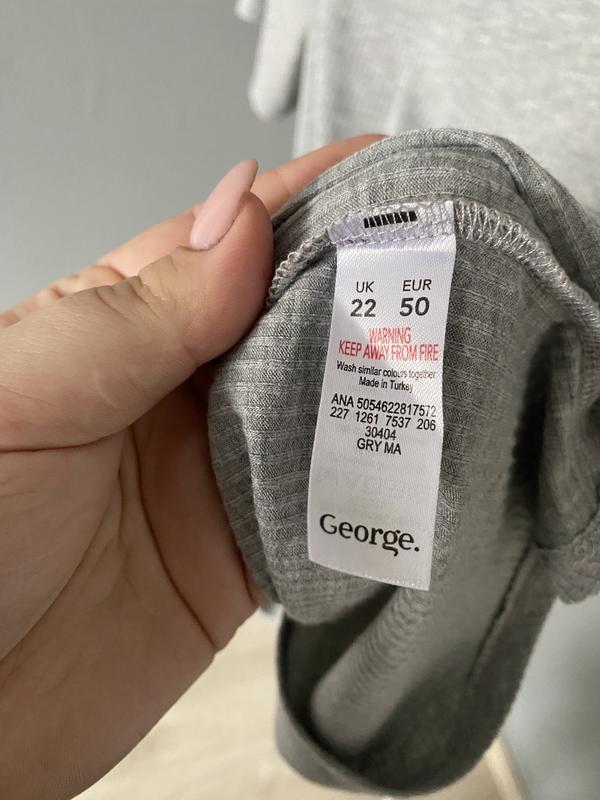 UK EUR
22 50
WARNING
KEEP AWAY FROM FIRE
Wash similar colours together
Made in Turkey
ANA 5054622817572
227 1261 7537 206
30404
GRY MA
George.